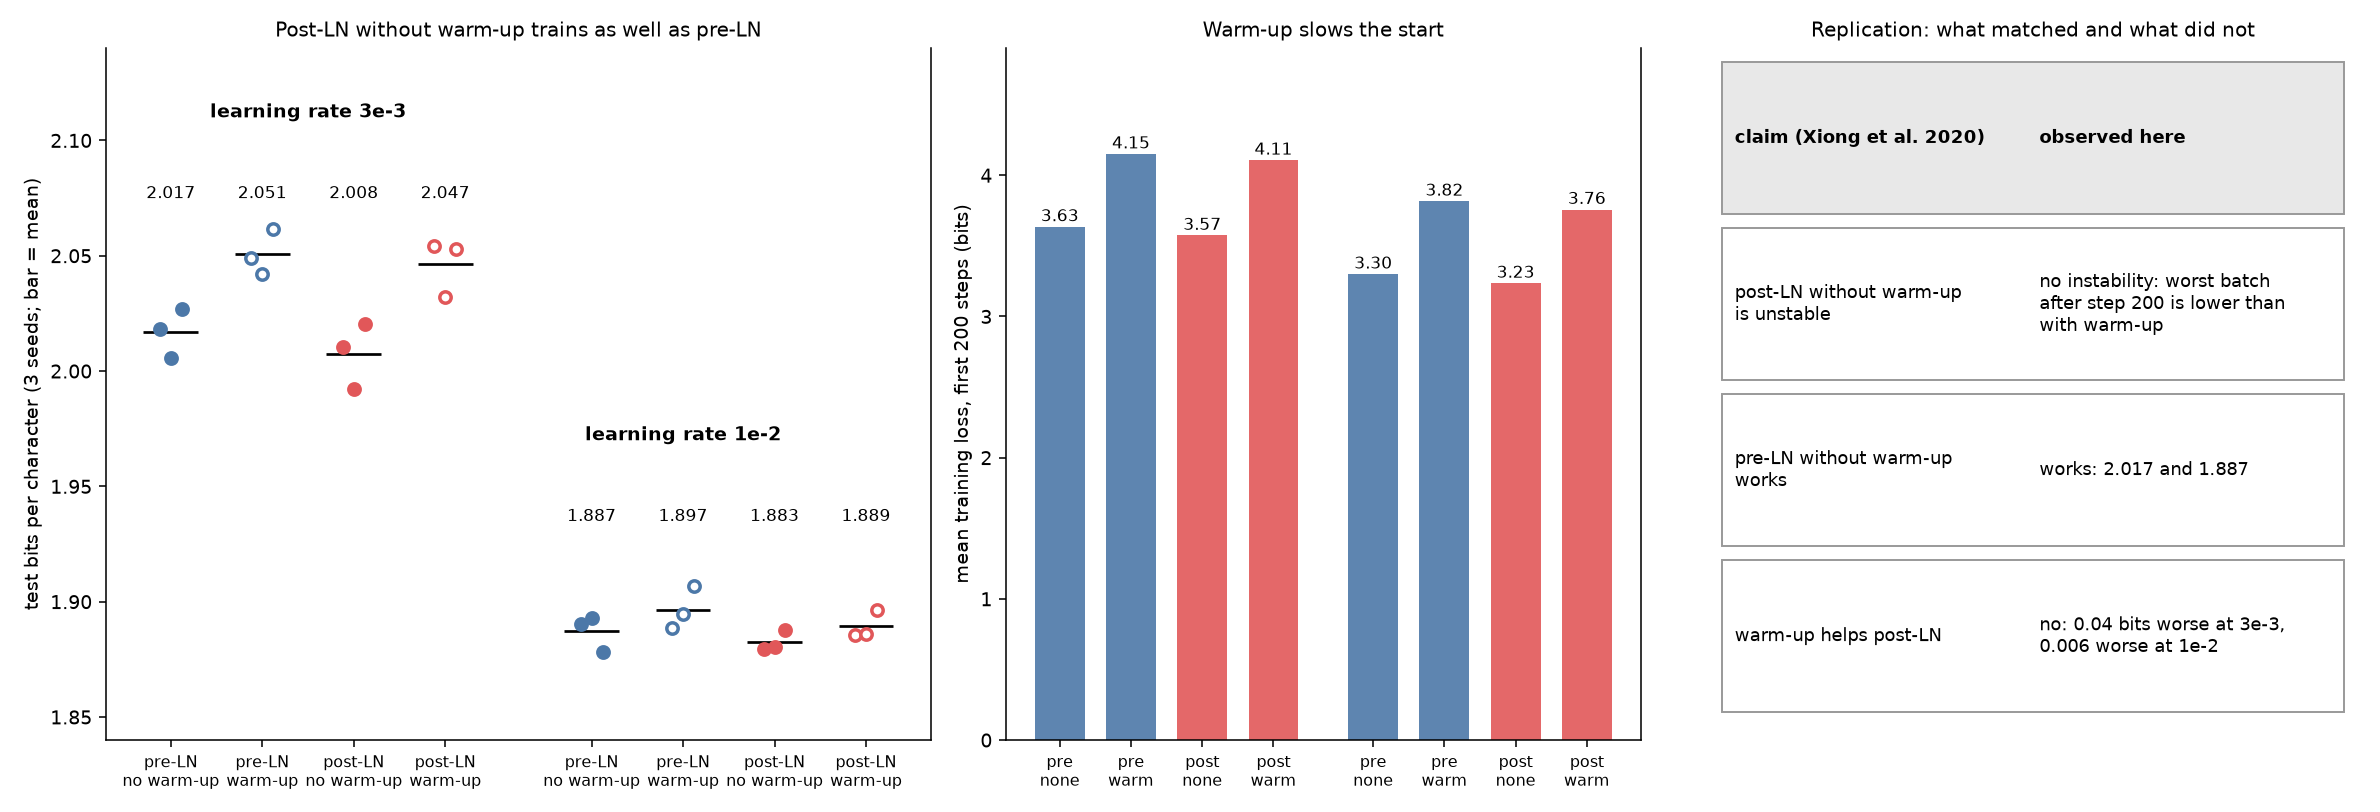 Post-LN without warm-up trains as well as pre-LN
test bits per character (3 seeds; bar = mean)
2.10
2.05
2.00
1.95
1.90
1.85
learning rate 3e-3
2.017 2.051 2.008 2.047
learning rate 1e-2
1.887 1.897 1.883 1.889
pre-LN pre-LN post-LN post-LN pre-LN pre-LN post-LN post-LN
no warm-up warm-up no warm-up warm-up no warm-up warm-up no warm-up warm-up
Warm-up slows the start
mean training loss, first 200 steps (bits)
4
3
2
1
0
3.63 4.15 3.57 4.11 3.30 3.82 3.23 3.76
pre pre post post pre pre post post
none warm none warm none warm none warm
Replication: what matched and what did not
claim (Xiong et al. 2020) observed here
post-LN without warm-up
is unstable
no instability: worst batch
after step 200 is lower than
with warm-up
pre-LN without warm-up
works
works: 2.017 and 1.887
warm-up helps post-LN
no: 0.04 bits worse at 3e-3,
0.006 worse at 1e-2